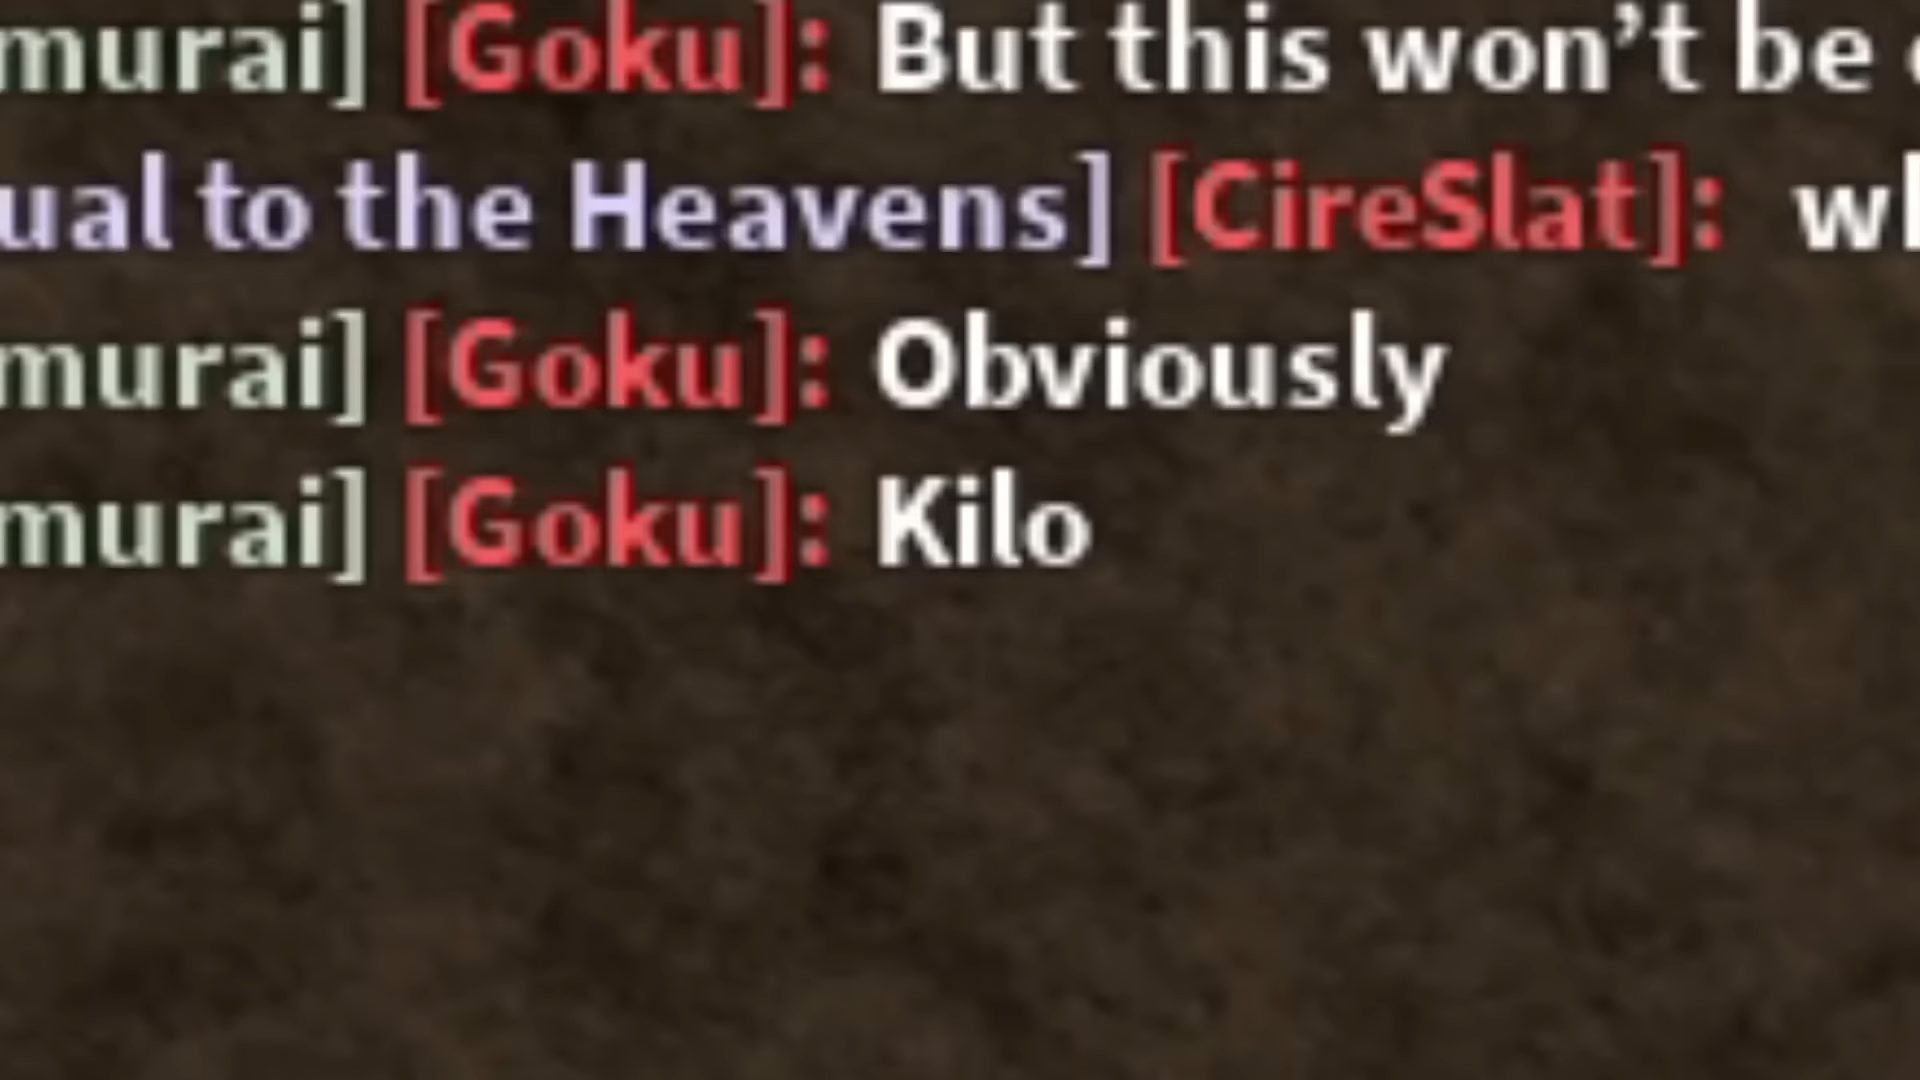 murai] [Goku]: But this won’t be
ual to the Heavens] [CireSlat]:
murai] [Goku]: Obviously
murai] [Goku]: Kilo